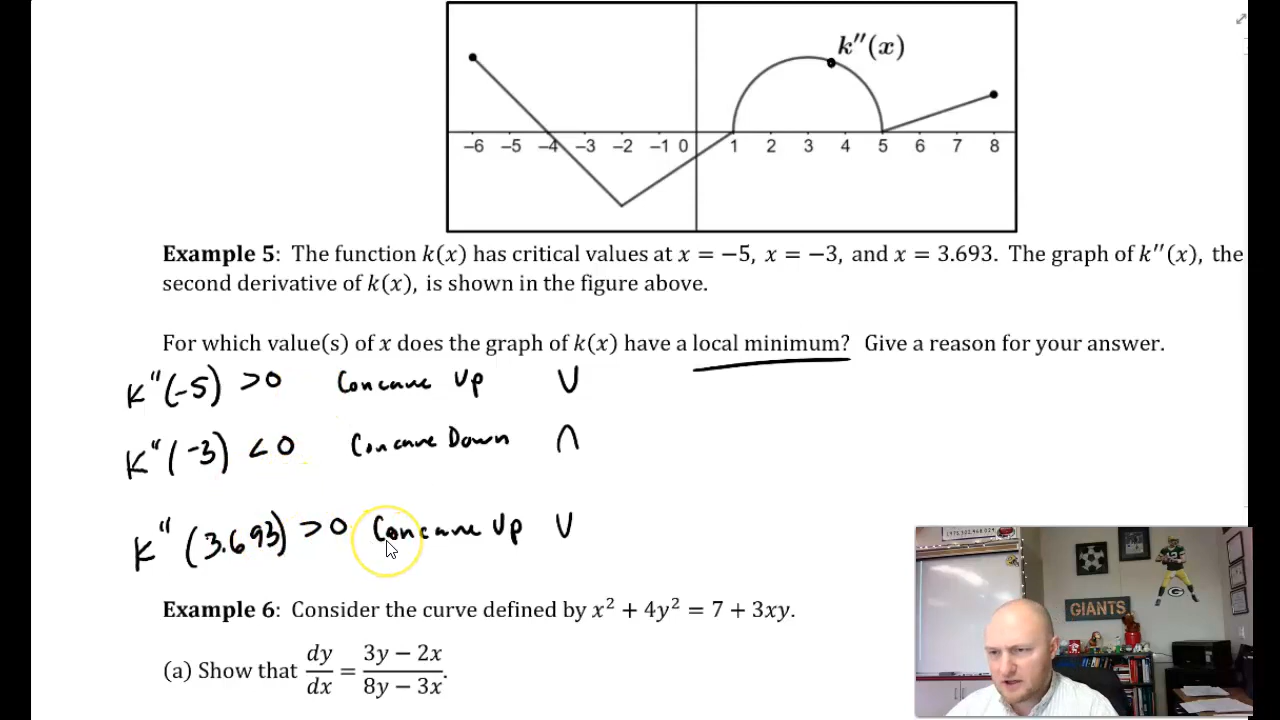 k″(x)
−6 −5 −4 −3 −2 −1 0 1 2 3 4 5 6 7 8
Example 5: The function k(x) has critical values at x = −5, x = −3, and x = 3.693. The graph of k″(x), the
second derivative of k(x), is shown in the figure above.
For which value(s) of x does the graph of k(x) have a local minimum? Give a reason for your answer.
K″(-5) >0 Concave Up ∪
K″(-3) <0 Concave Down ∩
K″(3.693) >0 Concave Up ∪
Example 6: Consider the curve defined by x² + 4y² = 7 + 3xy.
(a) Show that dy/dx = (3y − 2x)/(8y − 3x).
GIANTS
G